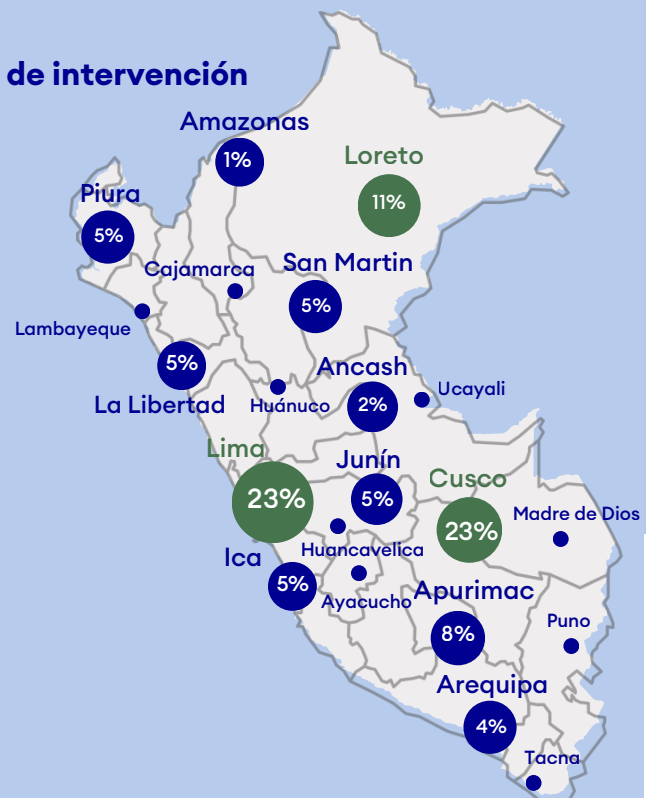 de intervención
Amazonas
1%
Loreto
11%
Piura
5%
Cajamarca
San Martin
5%
Lambayeque
5%
La Libertad
Huánuco
Ancash
2%
Ucayali
Lima
23%
Junín
5%
Cusco
23%
Madre de Dios
Huancavelica
Ica
5%
Ayacucho
Apurimac
8%
Puno
Arequipa
4%
Tacna